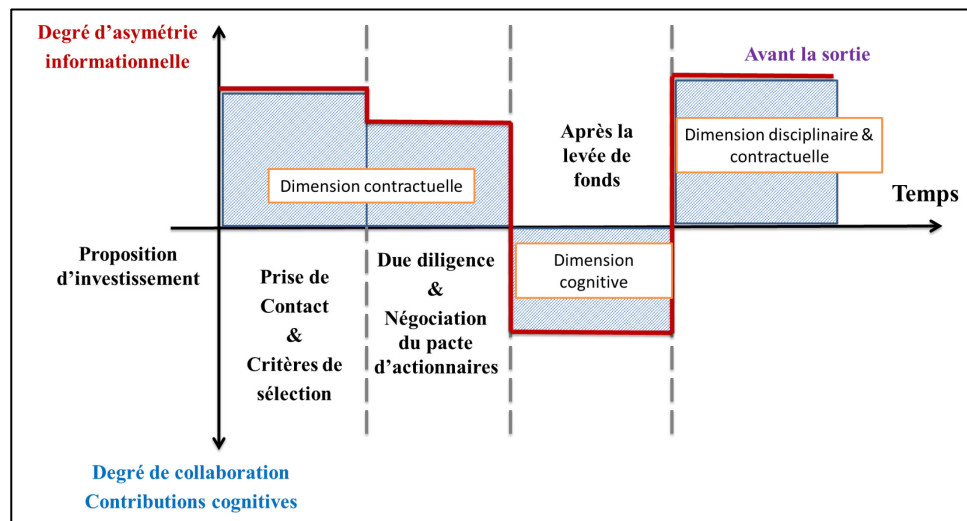 Degré d’asymétrie
informationnelle
Avant la sortie
Après la
levée de
fonds
Dimension disciplinaire &
contractuelle
Dimension contractuelle
Temps
Proposition
d’investissement
Prise de
Contact
&
Critères de
sélection
Due diligence
&
Négociation
du pacte
d’actionnaires
Dimension
cognitive
Degré de collaboration
Contributions cognitives